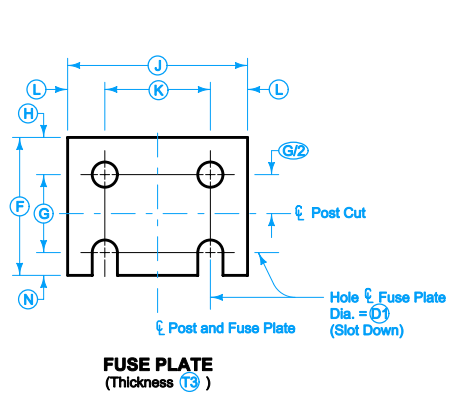 J
L K L
H
G/2
F G
℄ Post Cut
N
Hole ℄ Fuse Plate
Dia. = D1
(Slot Down)
℄ Post and Fuse Plate
FUSE PLATE
(Thickness T3 )